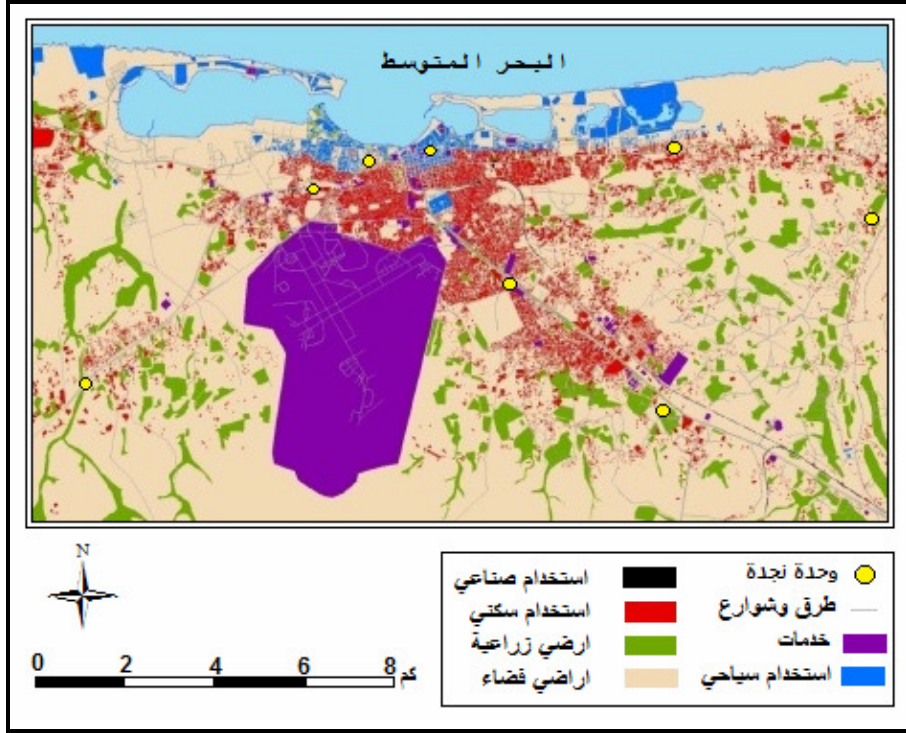 البحر المتوسط
N
0 2 4 6 8 كم
وحدة نجدة
طرق وشوارع
خدمات
استخدام سياحي
استخدام صناعي
استخدام سكني
ارضي زراعية
اراضي فضاء